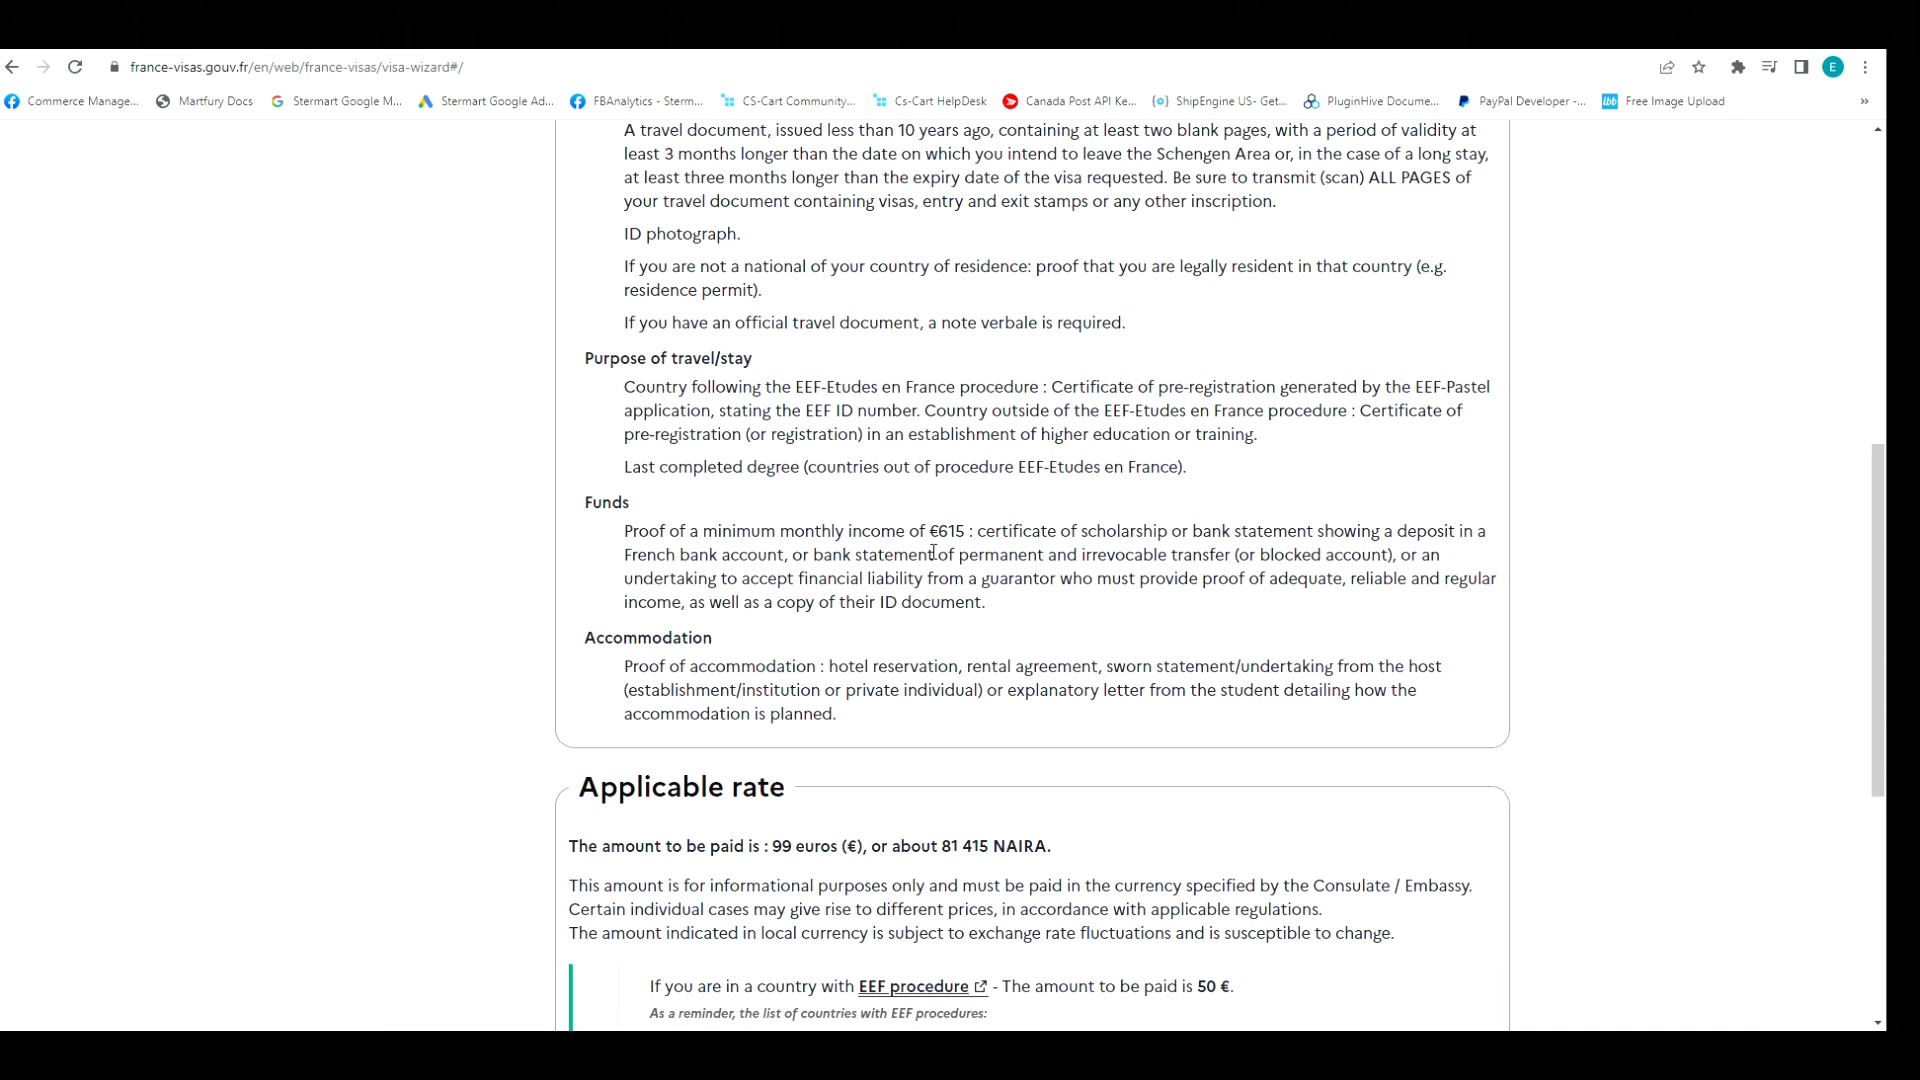 france-visas.gouv.fr/en/web/france-visas/visa-wizard#/
E
Commerce Manage... Martfury Docs Stermart Google M... Stermart Google Ad... FBAnalytics - Sterm... CS-Cart Community... Cs-Cart HelpDesk Canada Post API Ke... ShipEngine US- Get... PluginHive Docume... PayPal Developer -... ibb Free Image Upload »
A travel document, issued less than 10 years ago, containing at least two blank pages, with a period of validity at
least 3 months longer than the date on which you intend to leave the Schengen Area or, in the case of a long stay,
at least three months longer than the expiry date of the visa requested. Be sure to transmit (scan) ALL PAGES of
your travel document containing visas, entry and exit stamps or any other inscription.
ID photograph.
If you are not a national of your country of residence: proof that you are legally resident in that country (e.g.
residence permit).
If you have an official travel document, a note verbale is required.
Purpose of travel/stay
Country following the EEF-Etudes en France procedure : Certificate of pre-registration generated by the EEF-Pastel
application, stating the EEF ID number. Country outside of the EEF-Etudes en France procedure : Certificate of
pre-registration (or registration) in an establishment of higher education or training.
Last completed degree (countries out of procedure EEF-Etudes en France).
Funds
Proof of a minimum monthly income of €615 : certificate of scholarship or bank statement showing a deposit in a
French bank account, or bank statement of permanent and irrevocable transfer (or blocked account), or an
undertaking to accept financial liability from a guarantor who must provide proof of adequate, reliable and regular
income, as well as a copy of their ID document.
Accommodation
Proof of accommodation : hotel reservation, rental agreement, sworn statement/undertaking from the host
(establishment/institution or private individual) or explanatory letter from the student detailing how the
accommodation is planned.
Applicable rate
The amount to be paid is : 99 euros (€), or about 81 415 NAIRA.
This amount is for informational purposes only and must be paid in the currency specified by the Consulate / Embassy.
Certain individual cases may give rise to different prices, in accordance with applicable regulations.
The amount indicated in local currency is subject to exchange rate fluctuations and is susceptible to change.
If you are in a country with EEF procedure - The amount to be paid is 50 €.
As a reminder, the list of countries with EEF procedures: